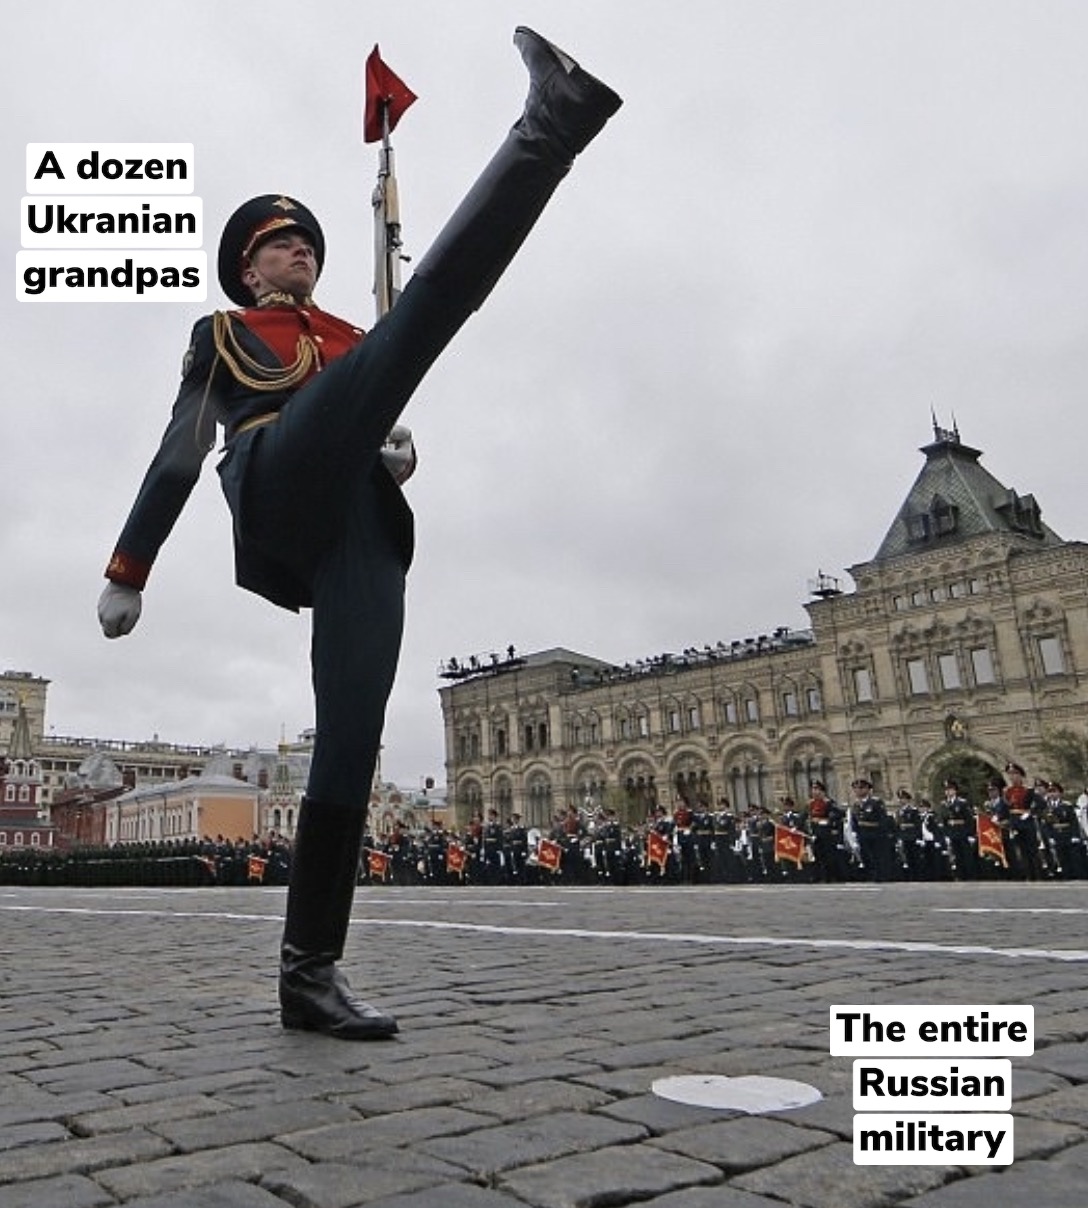 A dozen
Ukranian
grandpas
The entire
Russian
military